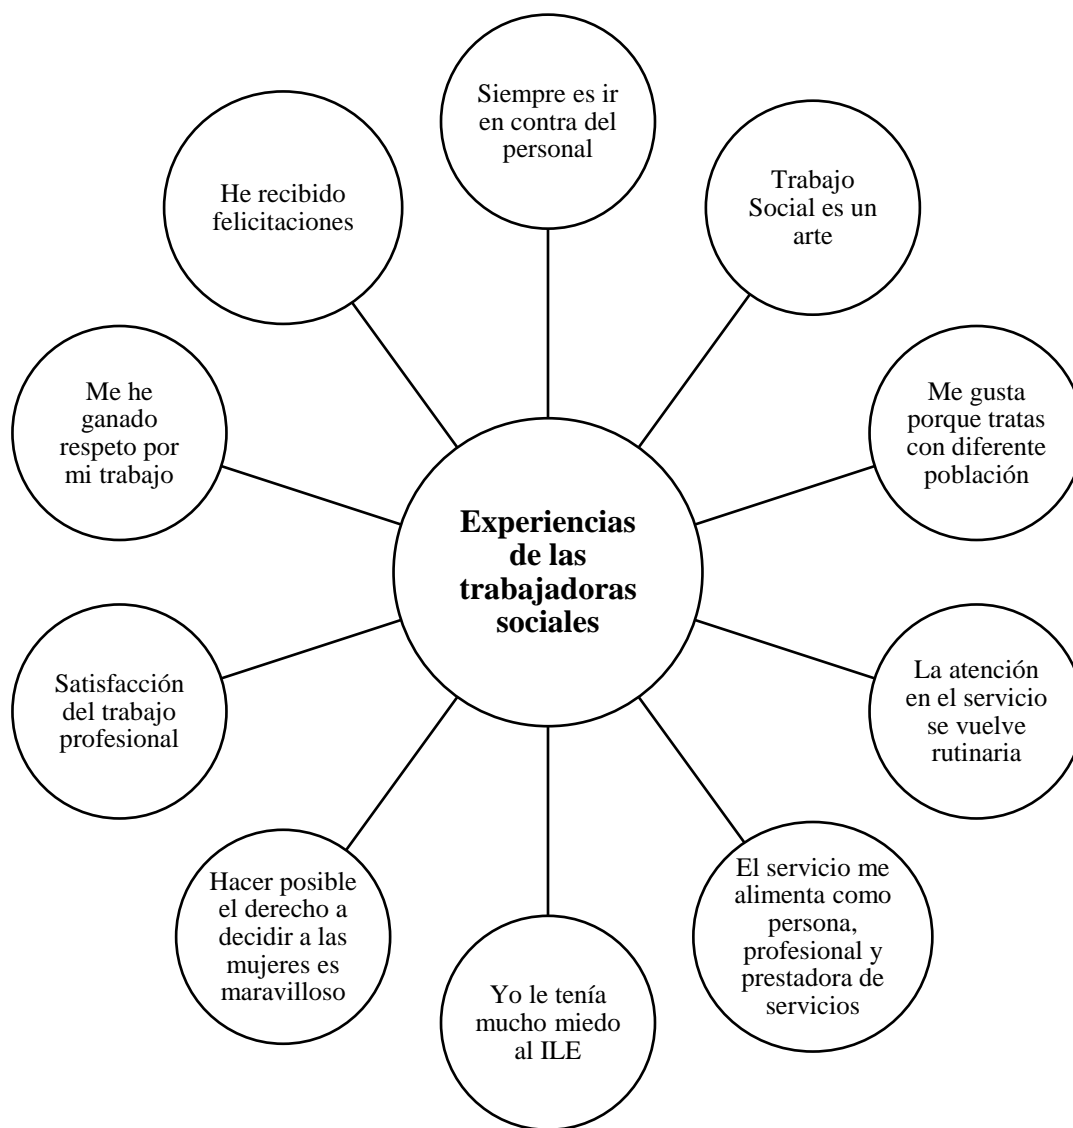 Siempre es ir
en contra del
personal
Trabajo
Social es un
arte
Me gusta
porque tratas
con diferente
población
La atención
en el servicio
se vuelve
rutinaria
El servicio me
alimenta como
persona,
profesional y
prestadora de
servicios
Yo le tenía
mucho miedo
al ILE
Hacer posible
el derecho a
decidir a las
mujeres es
maravilloso
Satisfacción
del trabajo
profesional
Me he
ganado
respeto por
mi trabajo
He recibido
felicitaciones
Experiencias
de las
trabajadoras
sociales